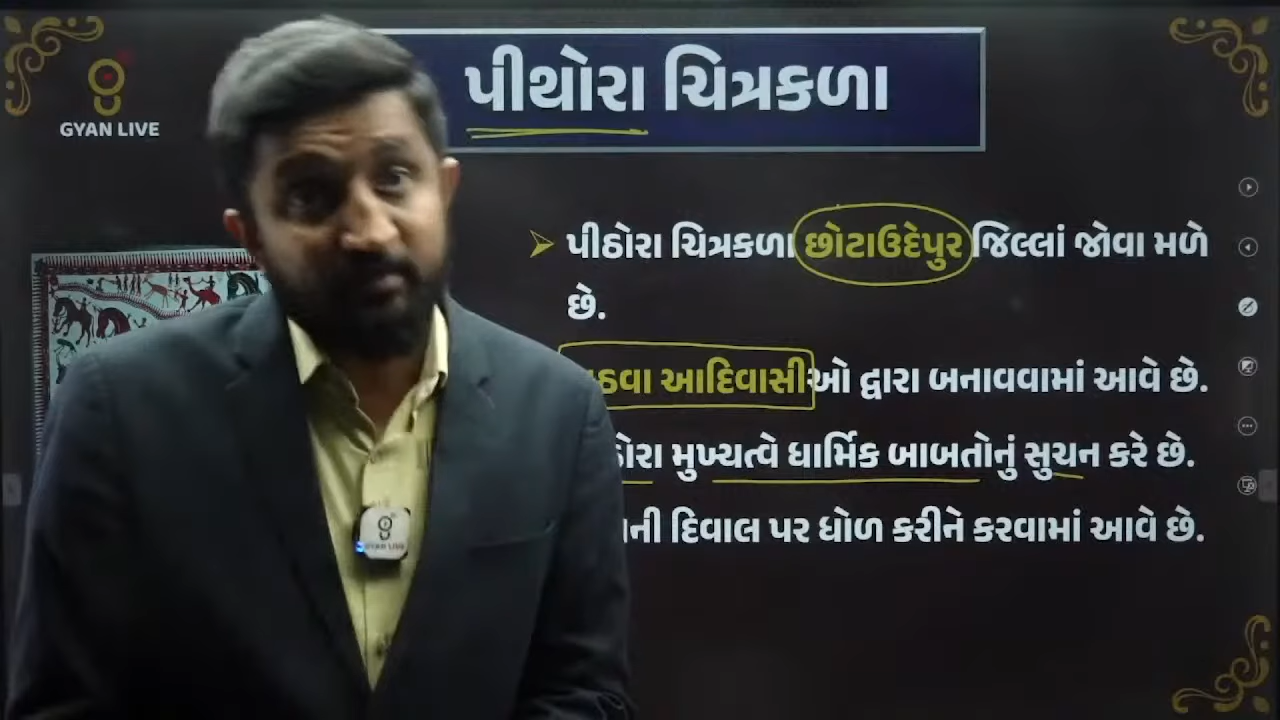 પીથોરા ચિત્રકળા
GYAN LIVE
પીઠોરા ચિત્રકળા છોટાઉદેપુર જિલ્લાં જોવા મળે
છે.
આદિવાસીઓ દ્વારા બનાવવામાં આવે છે.
મુખ્યત્વે ધાર્મિક બાબતોનું સુચન કરે છે.
દિવાલ પર ધોળ કરીને કરવામાં આવે છે.
GYAN LIVE